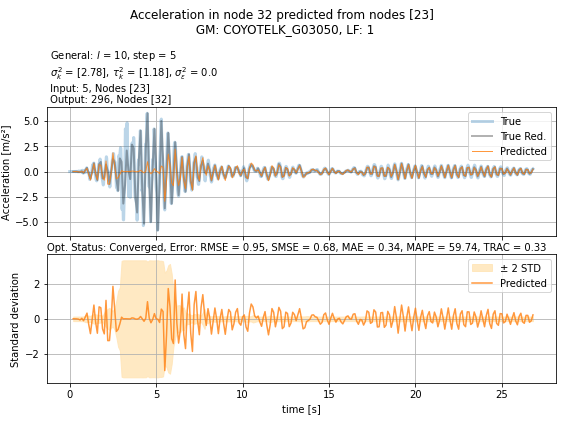 Acceleration in node 32 predicted from nodes [23]
GM: COYOTELK_G03050, LF: 1
General: l = 10, step = 5
σ²ₖ = [2.78], τ²ₖ = [1.18], σ²ε = 0.0
Input: 5, Nodes [23]
Output: 296, Nodes [32]
Acceleration [m/s²]
5.0
2.5
0.0
−2.5
−5.0
True
True Red.
Predicted
Opt. Status: Converged, Error: RMSE = 0.95, SMSE = 0.68, MAE = 0.34, MAPE = 59.74, TRAC = 0.33
Standard deviation
2
0
−2
± 2 STD
Predicted
0 5 10 15 20 25
time [s]